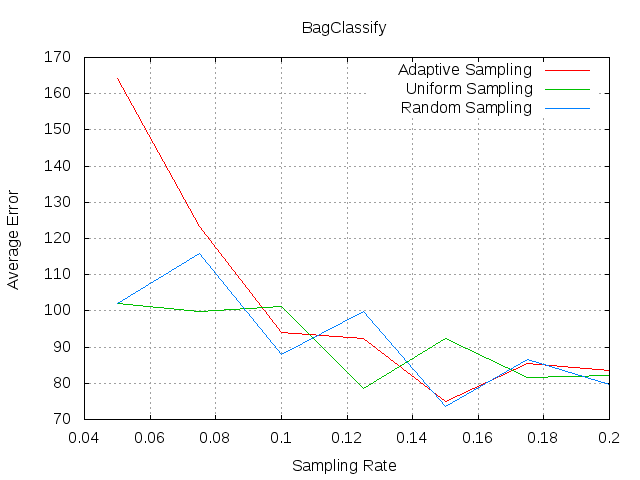 BagClassify
170
160
150
140
130
120
110
100
90
80
70
Average Error
Adaptive Sampling
Uniform Sampling
Random Sampling
0.04 0.06 0.08 0.1 0.12 0.14 0.16 0.18 0.2
Sampling Rate